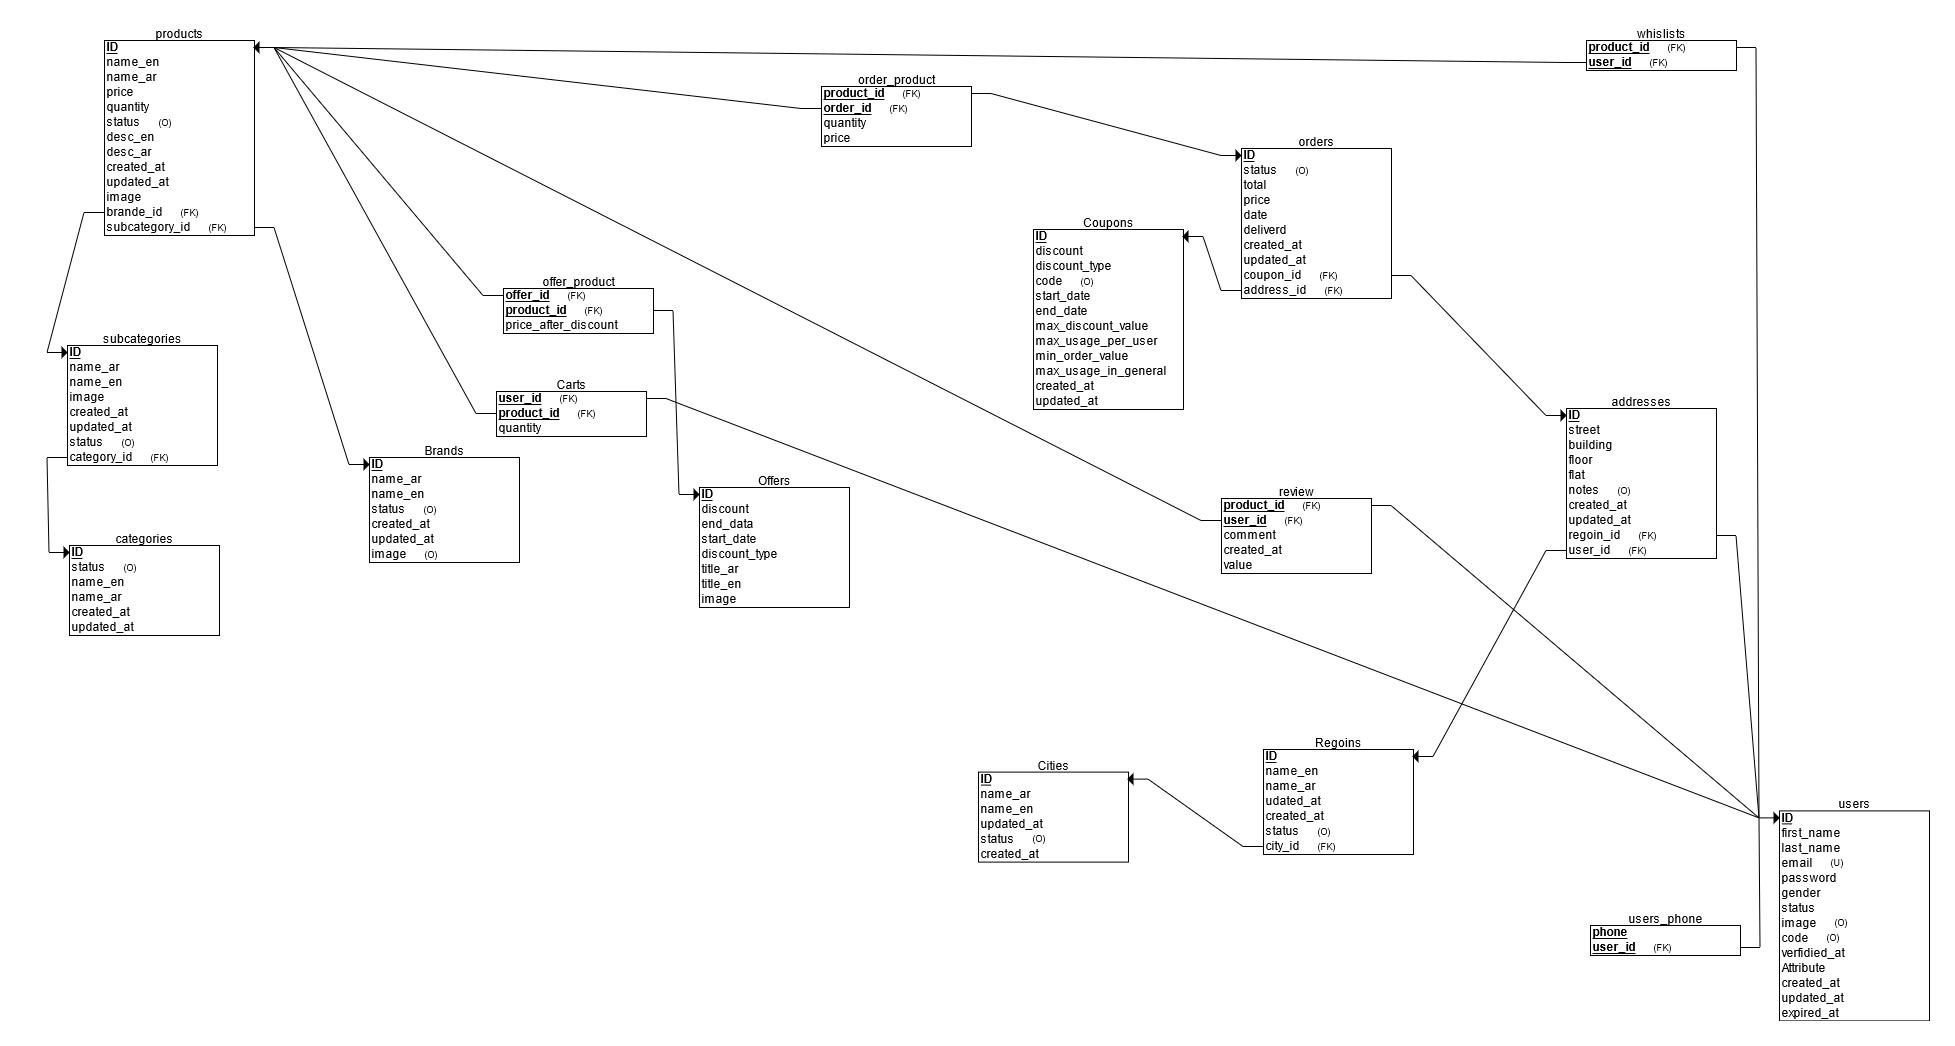 products
ID
name_en
name_ar
price
quantity
status (O)
desc_en
desc_ar
created_at
updated_at
image
brande_id (FK)
subcategory_id (FK)
whislists
product_id (FK)
user_id (FK)
order_product
product_id (FK)
order_id (FK)
quantity
price
orders
ID
status (O)
total
price
date
deliverd
created_at
updated_at
coupon_id (FK)
address_id (FK)
Coupons
ID
discount
discount_type
code (O)
start_date
end_date
max_discount_value
max_usage_per_user
min_order_value
max_usage_in_general
created_at
updated_at
offer_product
offer_id (FK)
product_id (FK)
price_after_discount
subcategories
ID
name_ar
name_en
image
created_at
updated_at
status (O)
category_id (FK)
Carts
user_id (FK)
product_id (FK)
quantity
addresses
ID
street
building
floor
flat
notes (O)
created_at
updated_at
regoin_id (FK)
user_id (FK)
Brands
ID
name_ar
name_en
status (O)
created_at
updated_at
image (O)
Offers
ID
discount
end_data
start_date
discount_type
title_ar
title_en
image
review
product_id (FK)
user_id (FK)
comment
created_at
value
categories
ID
status (O)
name_en
name_ar
created_at
updated_at
Regoins
ID
name_en
name_ar
udated_at
created_at
status (O)
city_id (FK)
Cities
ID
name_ar
name_en
updated_at
status (O)
created_at
users
ID
first_name
last_name
email (U)
password
gender
status
image (O)
code (O)
verfidied_at
Attribute
created_at
updated_at
expired_at
users_phone
phone
user_id (FK)